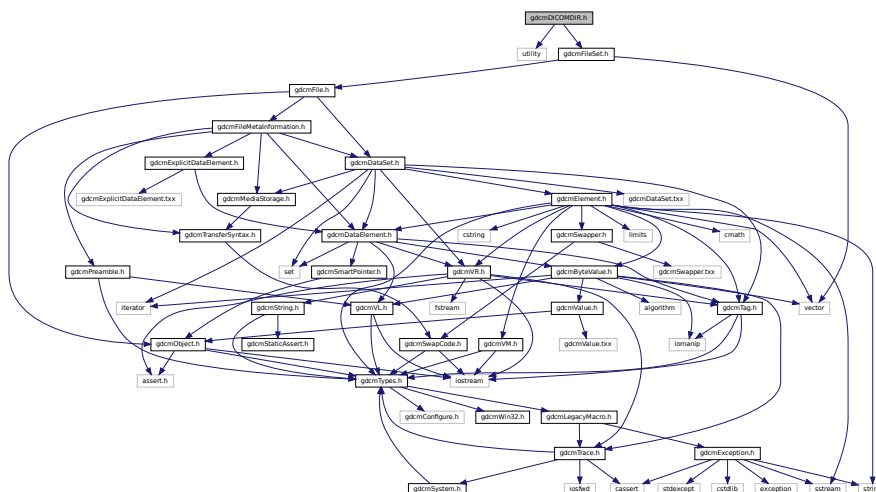 gdcmDICOMDIR.h
utility
gdcmFileSet.h
gdcmFile.h
gdcmFileMetaInformation.h
gdcmExplicitDataElement.h
gdcmDataSet.h
gdcmExplicitDataElement.txx
gdcmMediaStorage.h
gdcmElement.h
gdcmDataSet.txx
gdcmTransferSyntax.h
gdcmDataElement.h
cstring
gdcmSwapper.h
limits
cmath
gdcmPreamble.h
set
gdcmSmartPointer.h
gdcmVR.h
gdcmByteValue.h
gdcmSwapper.txx
iterator
gdcmString.h
gdcmVL.h
fstream
gdcmValue.h
algorithm
gdcmTag.h
vector
gdcmObject.h
gdcmStaticAssert.h
gdcmSwapCode.h
gdcmVM.h
gdcmValue.txx
iomanip
assert.h
gdcmTypes.h
iostream
gdcmConfigure.h
gdcmWin32.h
gdcmLegacyMacro.h
gdcmTrace.h
gdcmException.h
gdcmSystem.h
iosfwd
cassert
stdexcept
cstdlib
exception
sstream